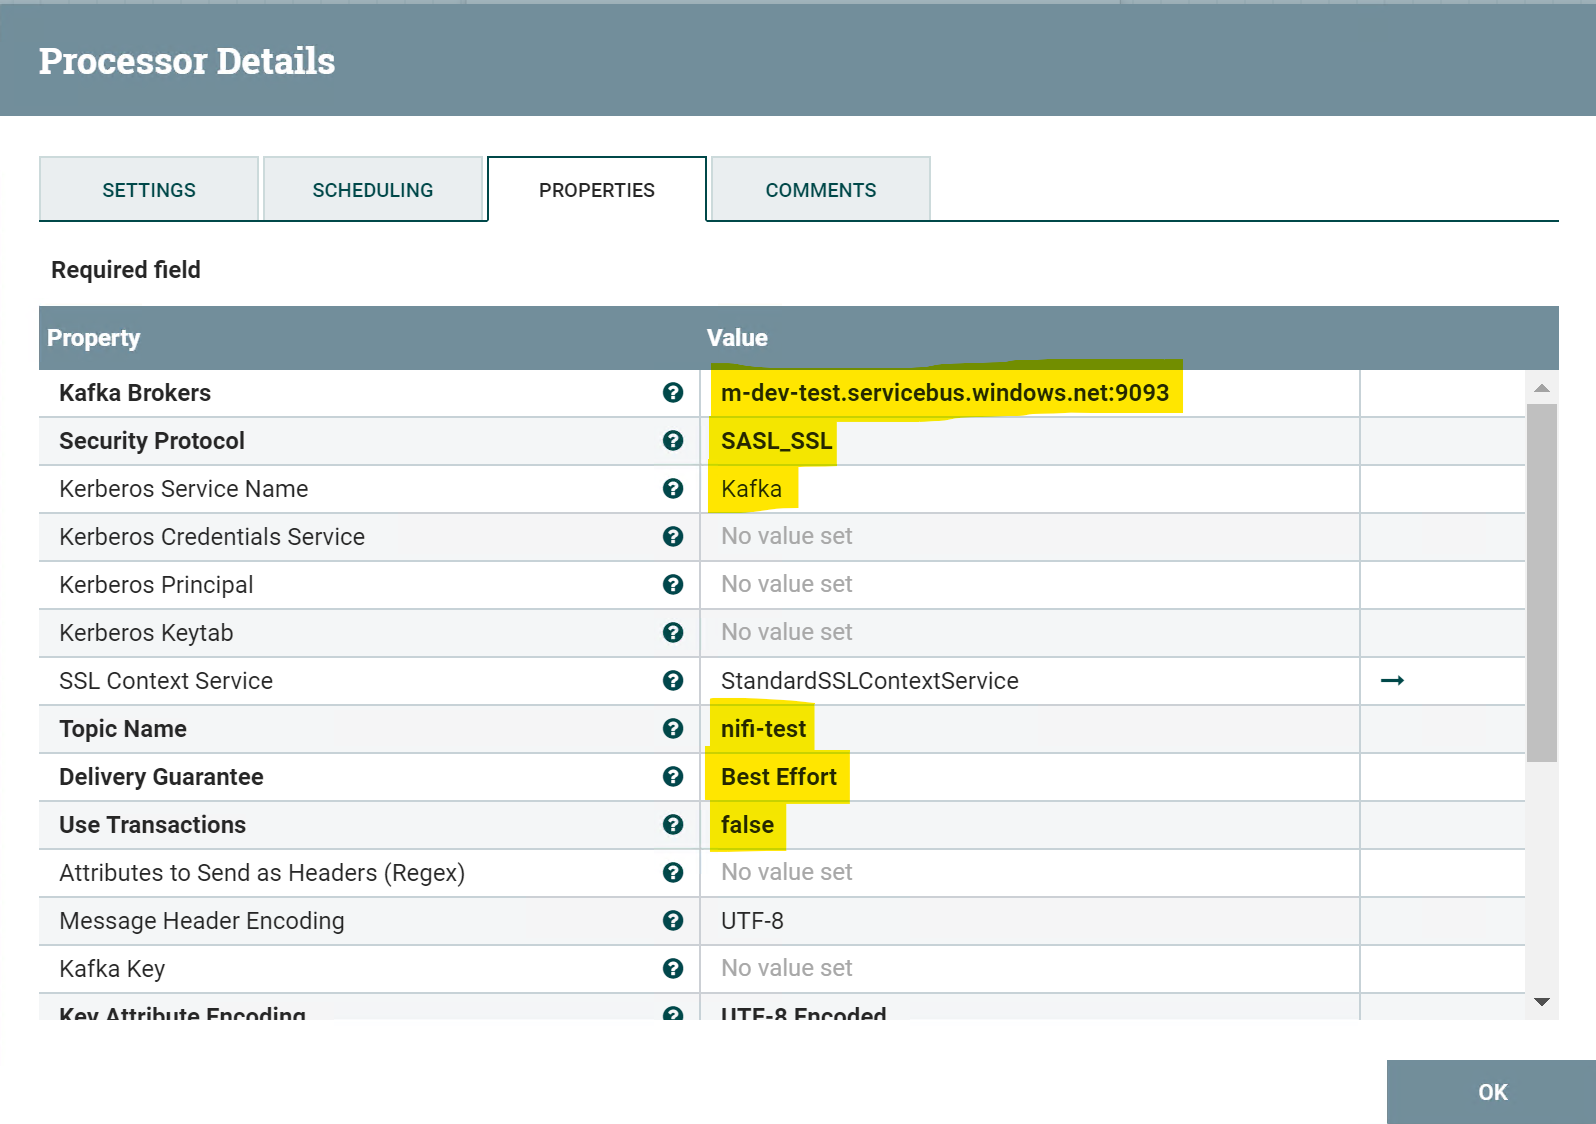 Processor Details
SETTINGS SCHEDULING PROPERTIES COMMENTS
Required field
Property Value
Kafka Brokers ? m-dev-test.servicebus.windows.net:9093
Security Protocol ? SASL_SSL
Kerberos Service Name ? Kafka
Kerberos Credentials Service ? No value set
Kerberos Principal ? No value set
Kerberos Keytab ? No value set
SSL Context Service ? StandardSSLContextService →
Topic Name ? nifi-test
Delivery Guarantee ? Best Effort
Use Transactions ? false
Attributes to Send as Headers (Regex) ? No value set
Message Header Encoding ? UTF-8
Kafka Key ? No value set
Key Attribute Encoding ? UTF-8 Encoded
OK